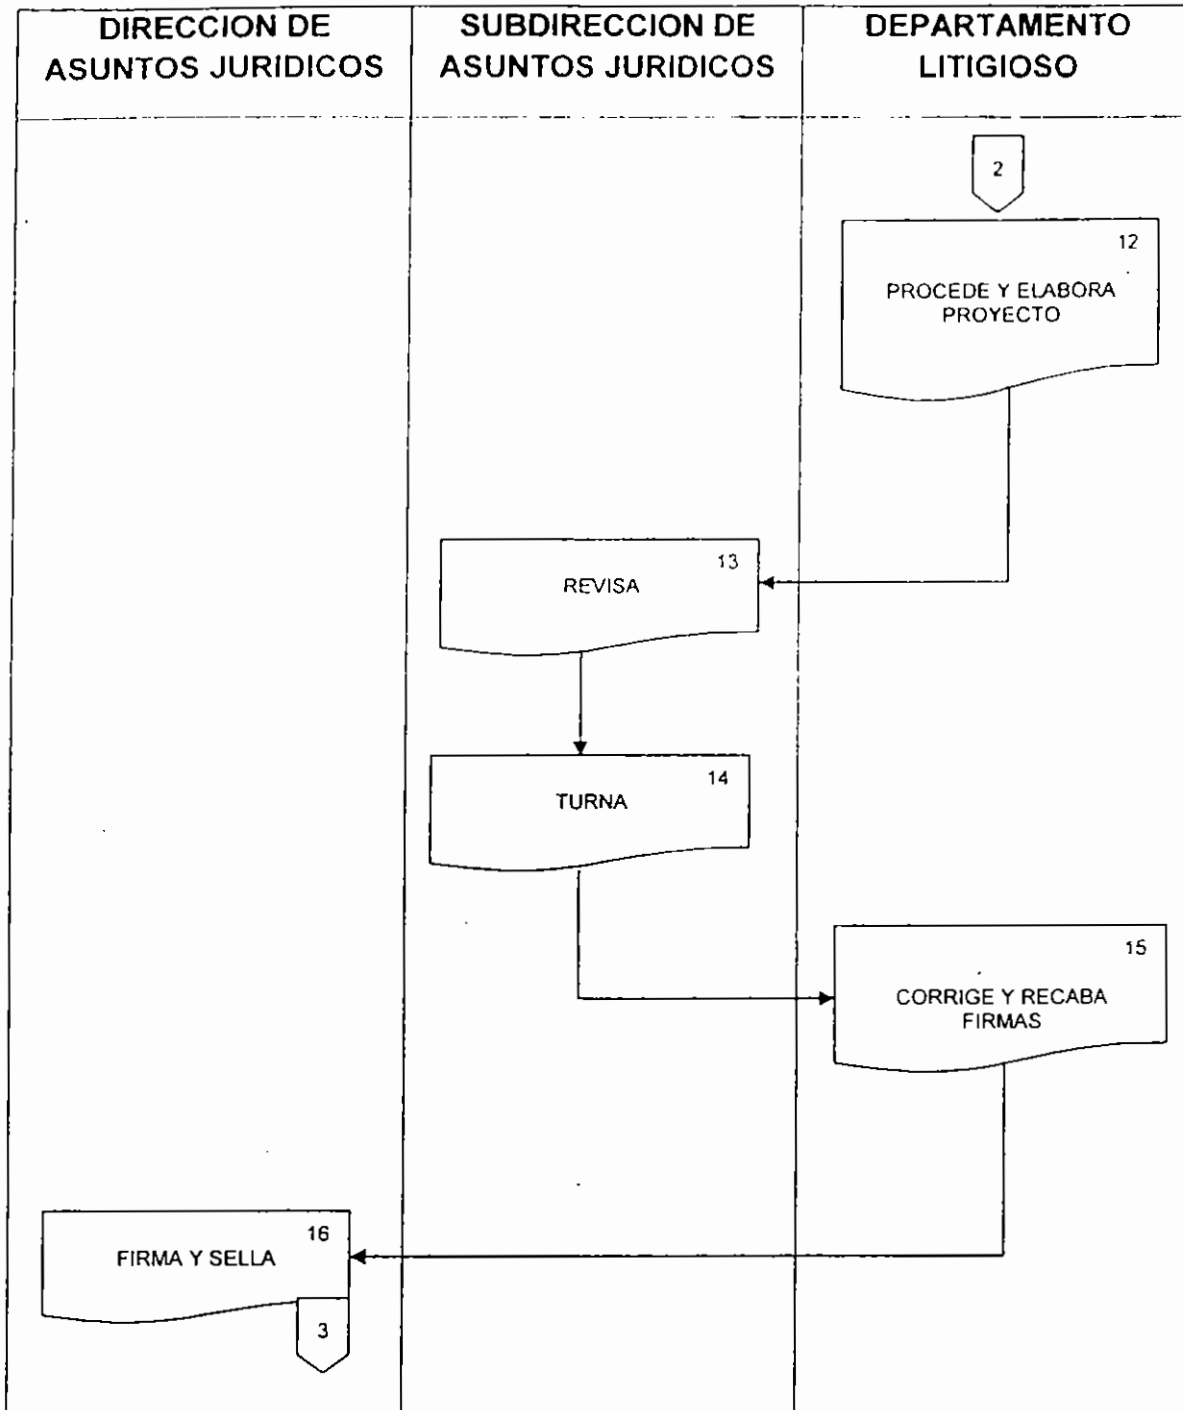 DIRECCION DE
ASUNTOS JURIDICOS
SUBDIRECCION DE
ASUNTOS JURIDICOS
DEPARTAMENTO
LITIGIOSO
2
12
PROCEDE Y ELABORA
PROYECTO
13
REVISA
14
TURNA
15
CORRIGE Y RECABA
FIRMAS
16
FIRMA Y SELLA
3